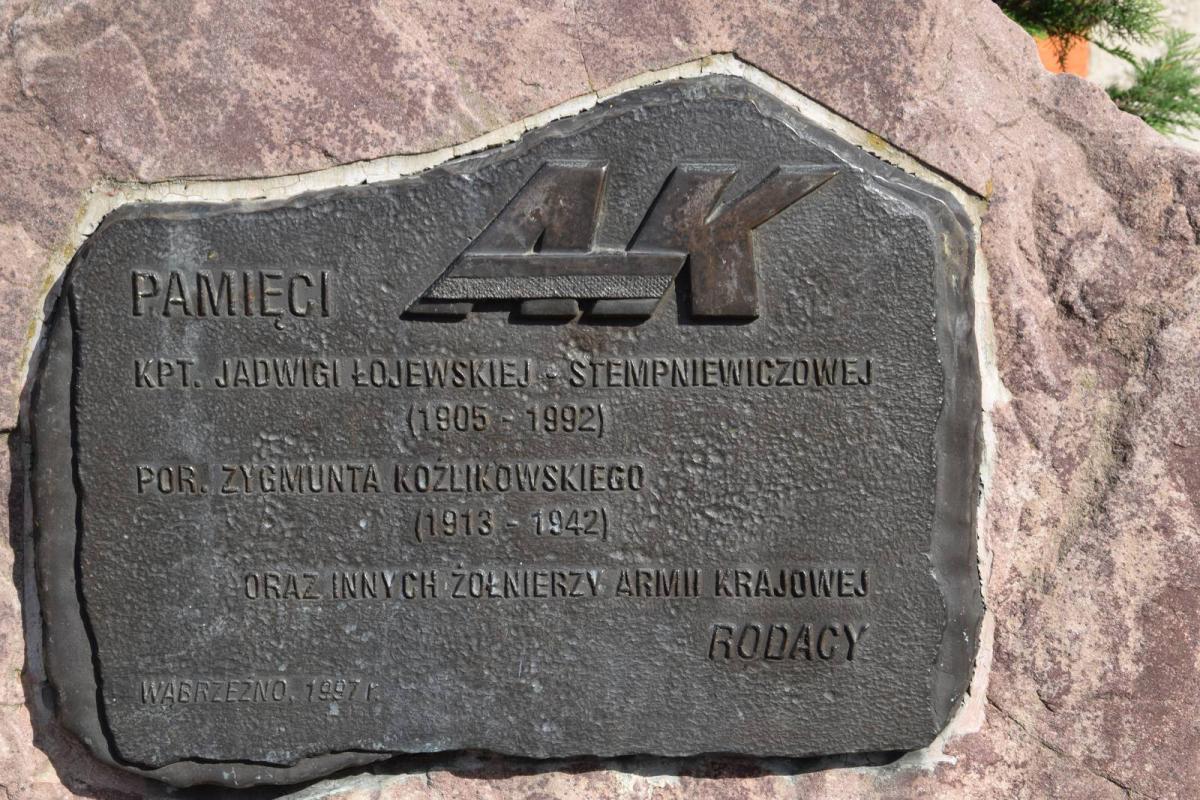 AK
PAMIĘCI
KPT. JADWIGI ŁOJEWSKIEJ - STEMPNIEWICZOWEJ
(1905 - 1992)
POR. ZYGMUNTA KOŹLIKOWSKIEGO
(1913 - 1942)
ORAZ INNYCH ŻOŁNIERZY ARMII KRAJOWEJ
RODACY
WĄBRZEŹNO. 1997 r.